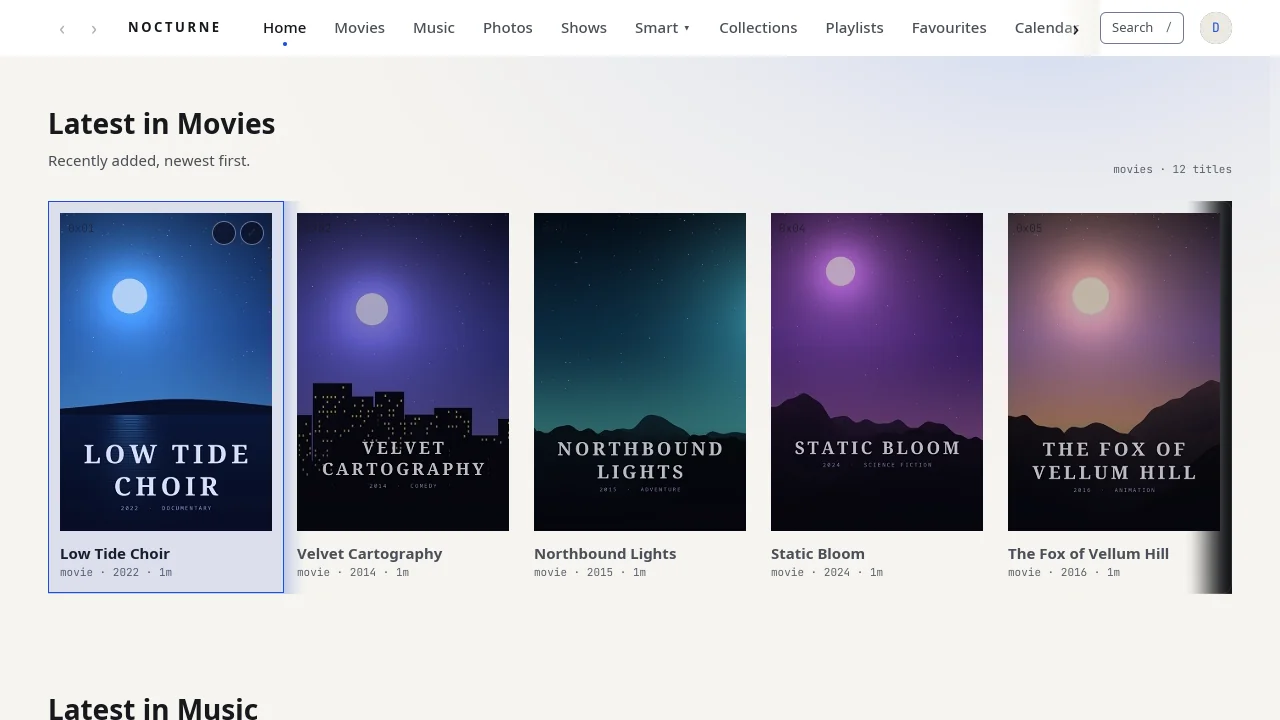 ‹ › NOCTURNE Home Movies Music Photos Shows Smart ▾ Collections Playlists Favourites Calenda › Search / D
Latest in Movies
Recently added, newest first.
movies · 12 titles
0x01
0x04
0x05
LOW TIDE
CHOIR
2022 · DOCUMENTARY
VELVET
CARTOGRAPHY
2014 · COMEDY
NORTHBOUND
LIGHTS
2015 · ADVENTURE
STATIC BLOOM
2024 · SCIENCE FICTION
THE FOX OF
VELLUM HILL
2016 · ANIMATION
Low Tide Choir
movie · 2022 · 1m
Velvet Cartography
movie · 2014 · 1m
Northbound Lights
movie · 2015 · 1m
Static Bloom
movie · 2024 · 1m
The Fox of Vellum Hill
movie · 2016 · 1m
Latest in Music